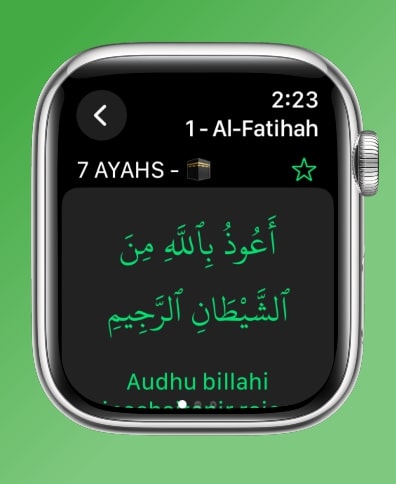 2:23
1 - Al-Fatihah
7 AYAHS - 🕋
أَعُوذُ بِٱللَّهِ مِنَ
ٱلشَّيْطَانِ ٱلرَّجِيمِ
Audhu billahi